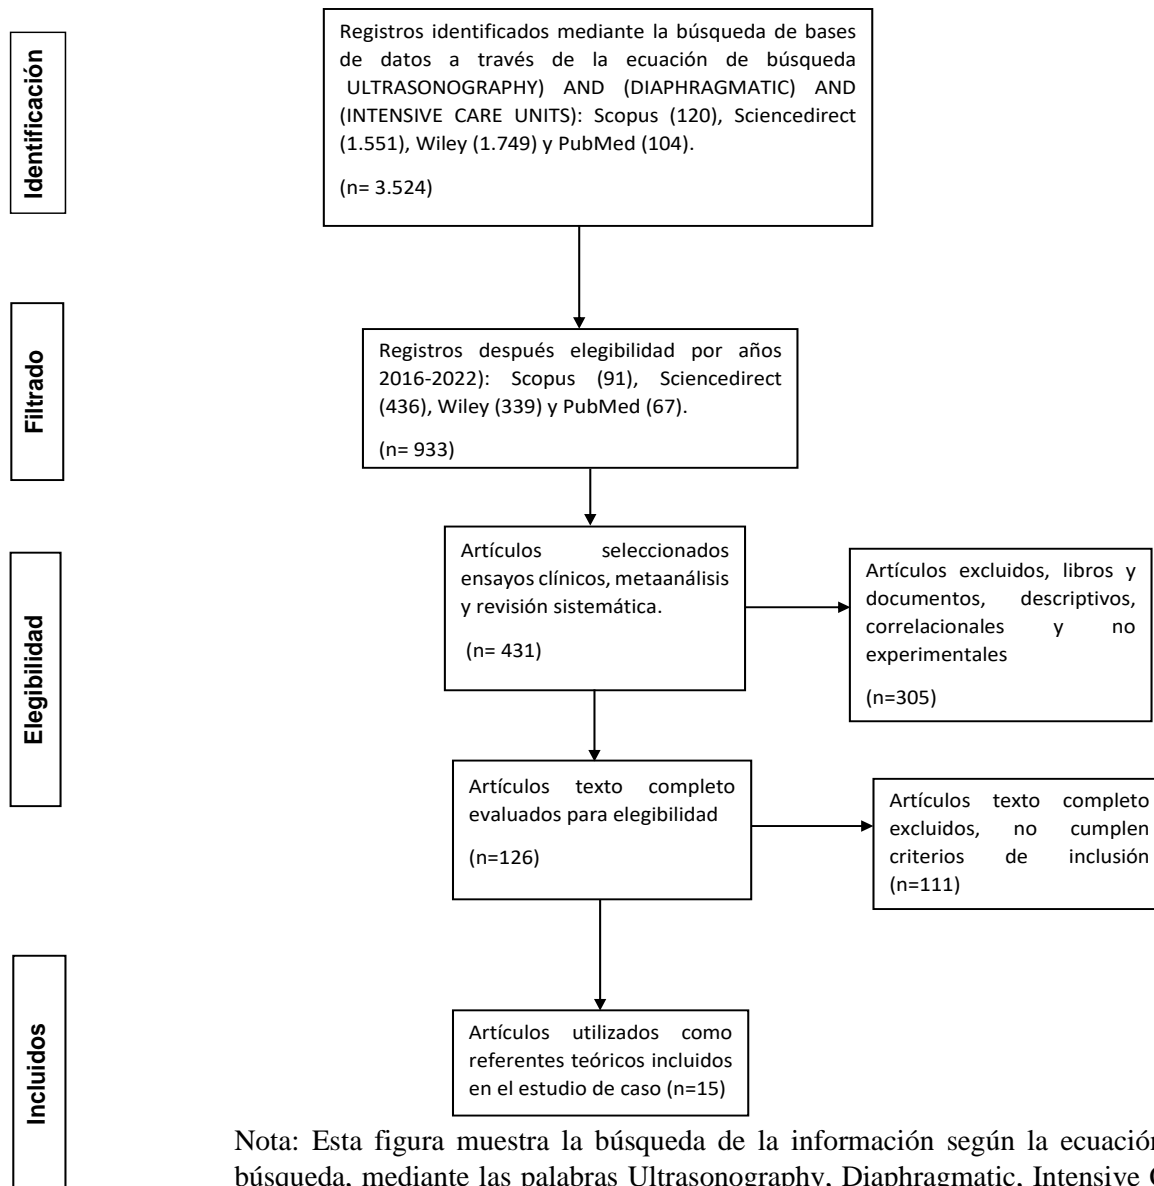 Identificación
Registros identificados mediante la búsqueda de bases
de datos a través de la ecuación de búsqueda
ULTRASONOGRAPHY) AND (DIAPHRAGMATIC) AND
(INTENSIVE CARE UNITS): Scopus (120), Sciencedirect
(1.551), Wiley (1.749) y PubMed (104).
(n= 3.524)
Filtrado
Registros después elegibilidad por años
2016-2022): Scopus (91), Sciencedirect
(436), Wiley (339) y PubMed (67).
(n= 933)
Elegibilidad
Artículos seleccionados
ensayos clínicos, metaanálisis
y revisión sistemática.
(n= 431)
Artículos excluidos, libros y
documentos, descriptivos,
correlacionales y no
experimentales
(n=305)
Artículos texto completo
evaluados para elegibilidad
(n=126)
Artículos texto completo
excluidos, no cumplen
criterios de inclusión
(n=111)
Incluidos
Artículos utilizados como
referentes teóricos incluidos
en el estudio de caso (n=15)
Nota: Esta figura muestra la búsqueda de la información según la ecuación
búsqueda, mediante las palabras Ultrasonography, Diaphragmatic, Intensive